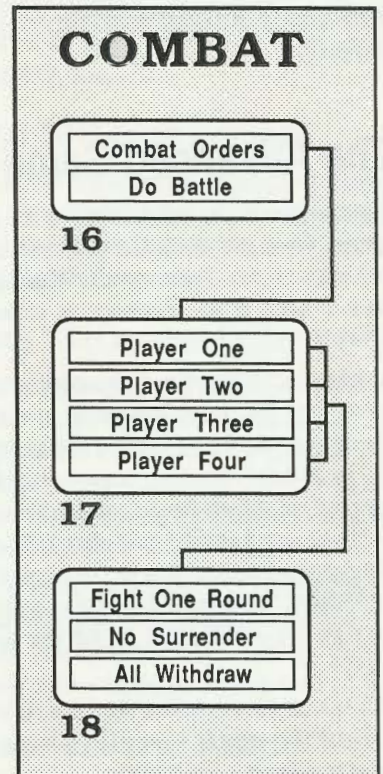 COMBAT
Combat Orders
Do Battle
16
Player One
Player Two
Player Three
Player Four
17
Fight One Round
No Surrender
All Withdraw
18